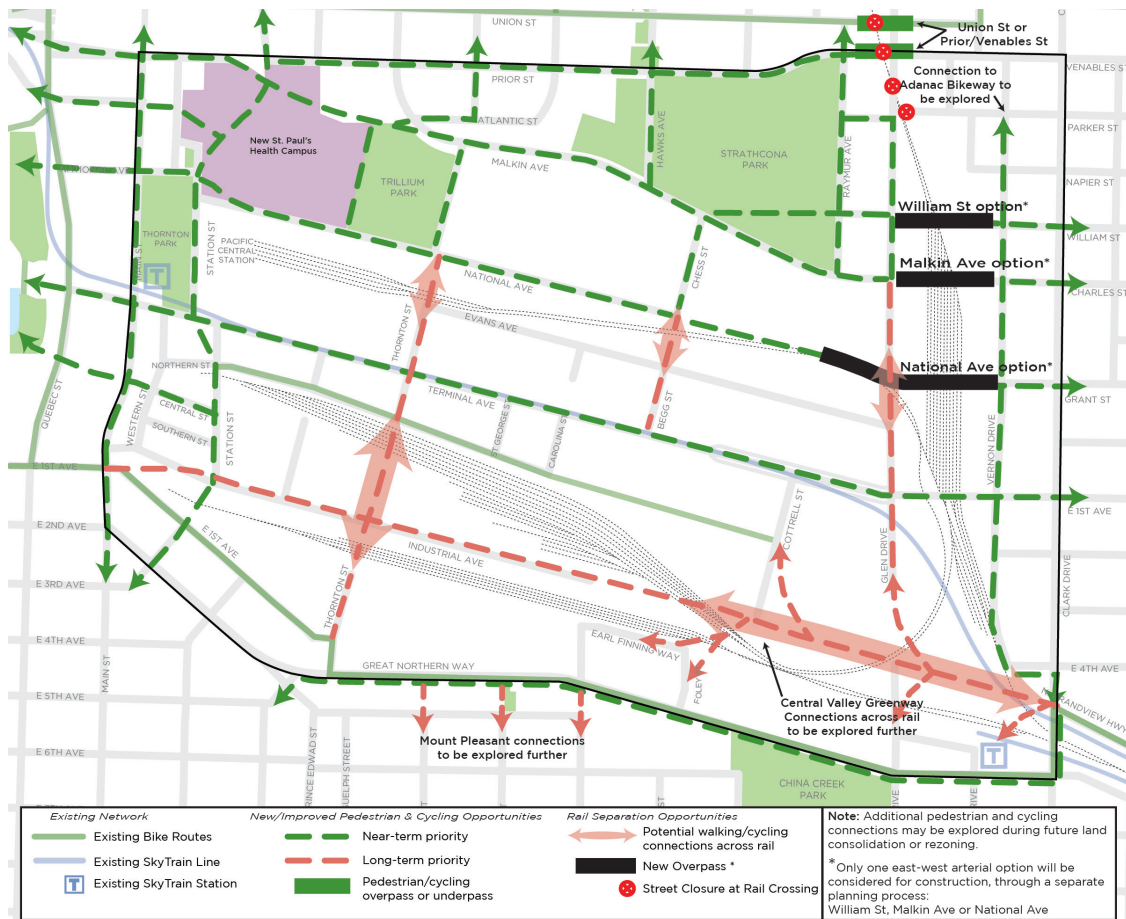 UNION ST
Union St or
Prior/Venables St
VENABLES ST
PRIOR ST
Connection to
Adanac Bikeway to
be explored
ATLANTIC ST
PARKER ST
New St. Paul's
Health Campus
HAWKS AVE
STRATHCONA
PARK
RAYMUR AVE
MALKIN AVE
TRILLIUM
PARK
NAPIER ST
William St option*
WILLIAM ST
THORNTON
PARK
MAIN ST
STATION ST
PACIFIC
CENTRAL
STATION
T
NATIONAL AVE
CHESS ST
Malkin Ave option*
CHARLES ST
EVANS AVE
THORNTON ST
NORTHERN ST
TERMINAL AVE
BEGG ST
National Ave option*
GRANT ST
QUEBEC ST
WESTERN ST
CENTRAL ST
SOUTHERN ST
STATION ST
ST GEORGE ST
CAROLINA ST
VERNON DRIVE
E 1ST AVE
E 1ST AVE
COTTRELL ST
E 2ND AVE
E 1ST AVE
INDUSTRIAL AVE
GLEN DRIVE
CLARK DRIVE
E 3RD AVE
THORNTON ST
E 4TH AVE
EARL FINNING WAY
GREAT NORTHERN WAY
FOLEY
E 4TH AVE
MAIN ST
E 5TH AVE
Central Valley Greenway
Connections across rail
to be explored further
GRANDVIEW HWY
PRINCE EDWAD ST
Mount Pleasant connections
to be explored further
E 6TH AVE
T
CHINA CREEK
PARK
ST
ST
ST
DRIVE
DRIVE
Existing Network
Existing Bike Routes
Existing SkyTrain Line
T Existing SkyTrain Station
New/Improved Pedestrian & Cycling Opportunities
Near-term priority
Long-term priority
Pedestrian/cycling
overpass or underpass
Rail Separation Opportunities
Potential walking/cycling
connections across rail
New Overpass *
Street Closure at Rail Crossing
Note: Additional pedestrian and cycling
connections may be explored during future land
consolidation or rezoning.
*Only one east-west arterial option will be
considered for construction, through a separate
planning process:
William St, Malkin Ave or National Ave